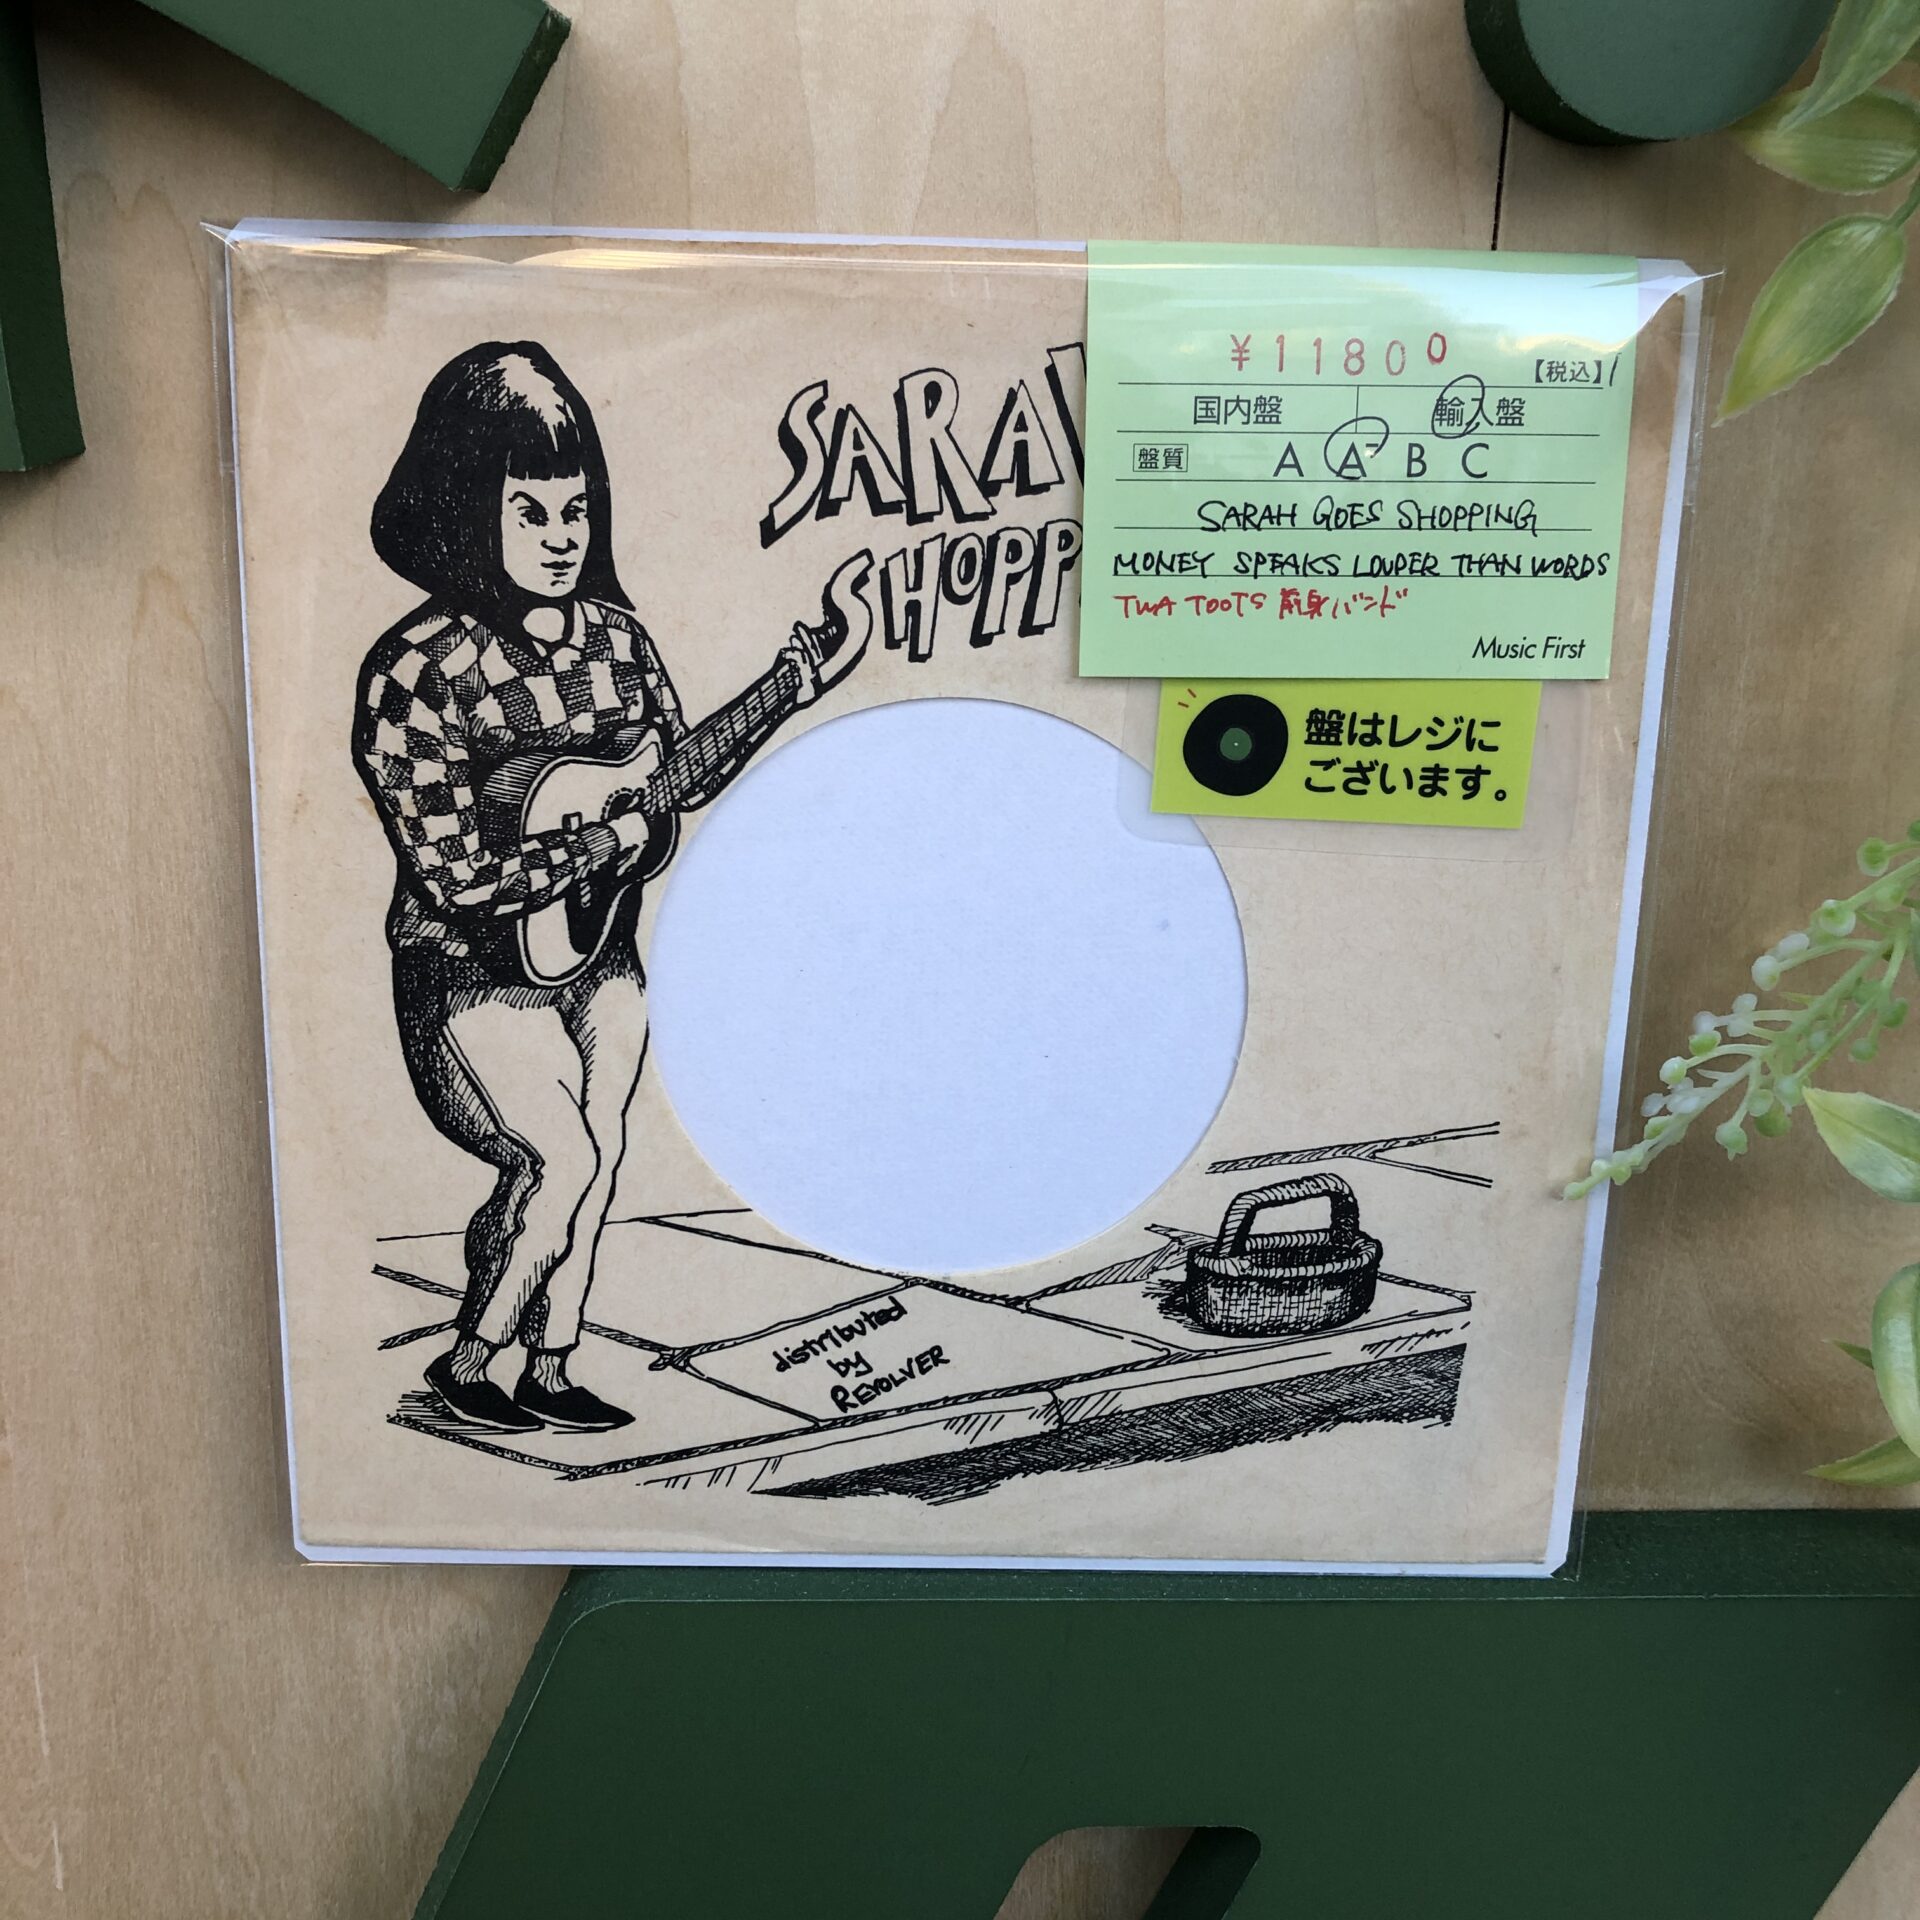 SARA
SHOPP
¥11800
【税込】
国内盤 輸入盤
盤質 A A⁻ B C
SARAH GOES SHOPPING
MONEY SPEAKS LOUDER THAN WORDS
TWA TOOTS 前身バンド
Music First
盤はレジに
ございます。
distributed
by
REVOLVER